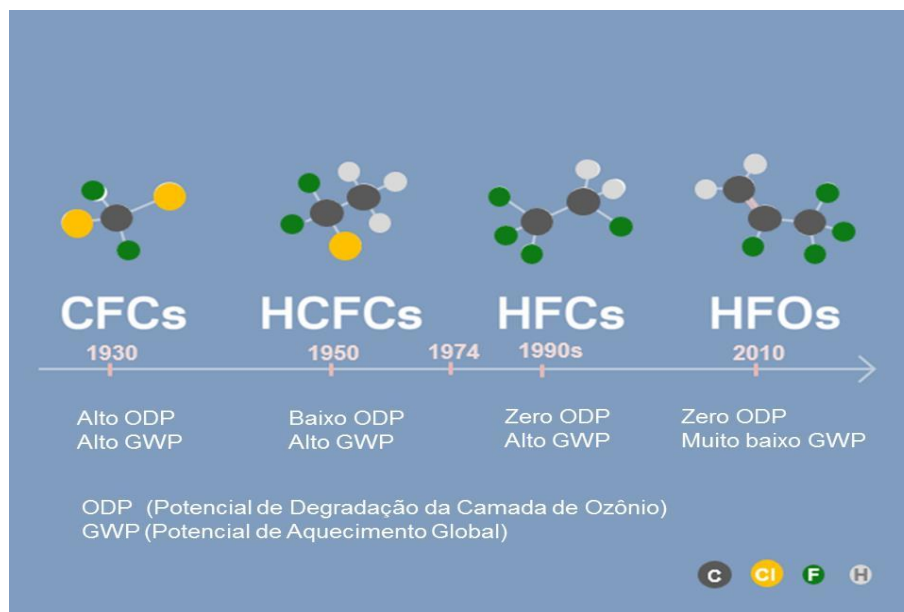 CFCs HCFCs HFCs HFOs
1930 1950 1974 1990s 2010
Alto ODP Baixo ODP Zero ODP Zero ODP
Alto GWP Alto GWP Alto GWP Muito baixo GWP
ODP (Potencial de Degradação da Camada de Ozônio)
GWP (Potencial de Aquecimento Global)
C Cl F H